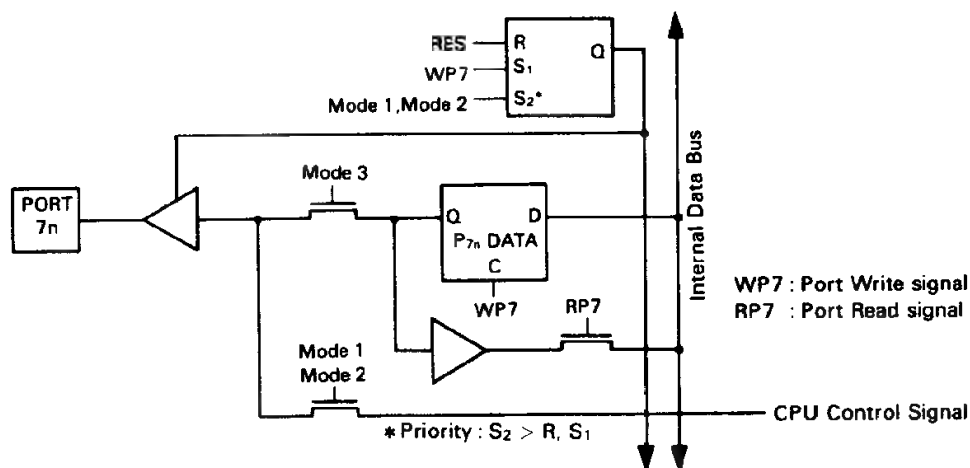 RES
R
Q
WP7
S₁
Mode 1, Mode 2
S₂*
Internal Data Bus
Mode 3
PORT
7n
Q
D
P₇ₙ DATA
C
WP7
RP7
WP7 : Port Write signal
RP7 : Port Read signal
Mode 1
Mode 2
CPU Control Signal
* Priority : S₂ > R, S₁